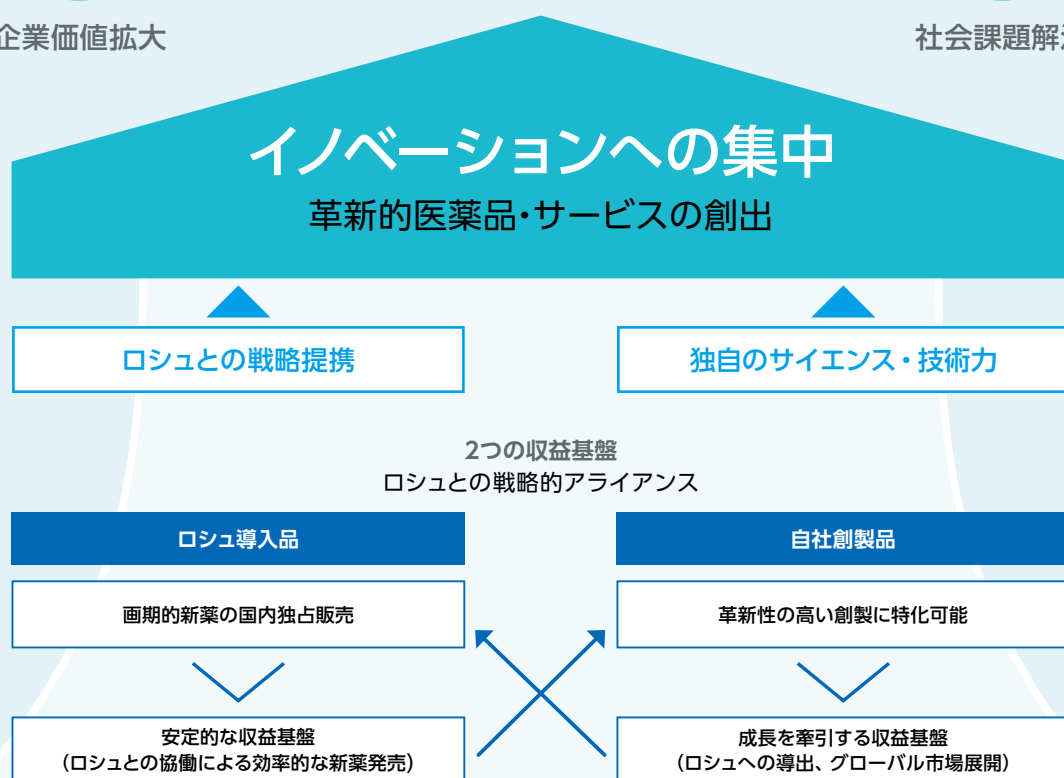 企業価値拡大
社会課題解
イノベーションへの集中
革新的医薬品・サービスの創出
ロシュとの戦略提携
独自のサイエンス・技術力
2つの収益基盤
ロシュとの戦略的アライアンス
ロシュ導入品
自社創製品
画期的新薬の国内独占販売
革新性の高い創製に特化可能
安定的な収益基盤
(ロシュとの協働による効率的な新薬発売)
成長を牽引する収益基盤
(ロシュへの導出、グローバル市場展開)